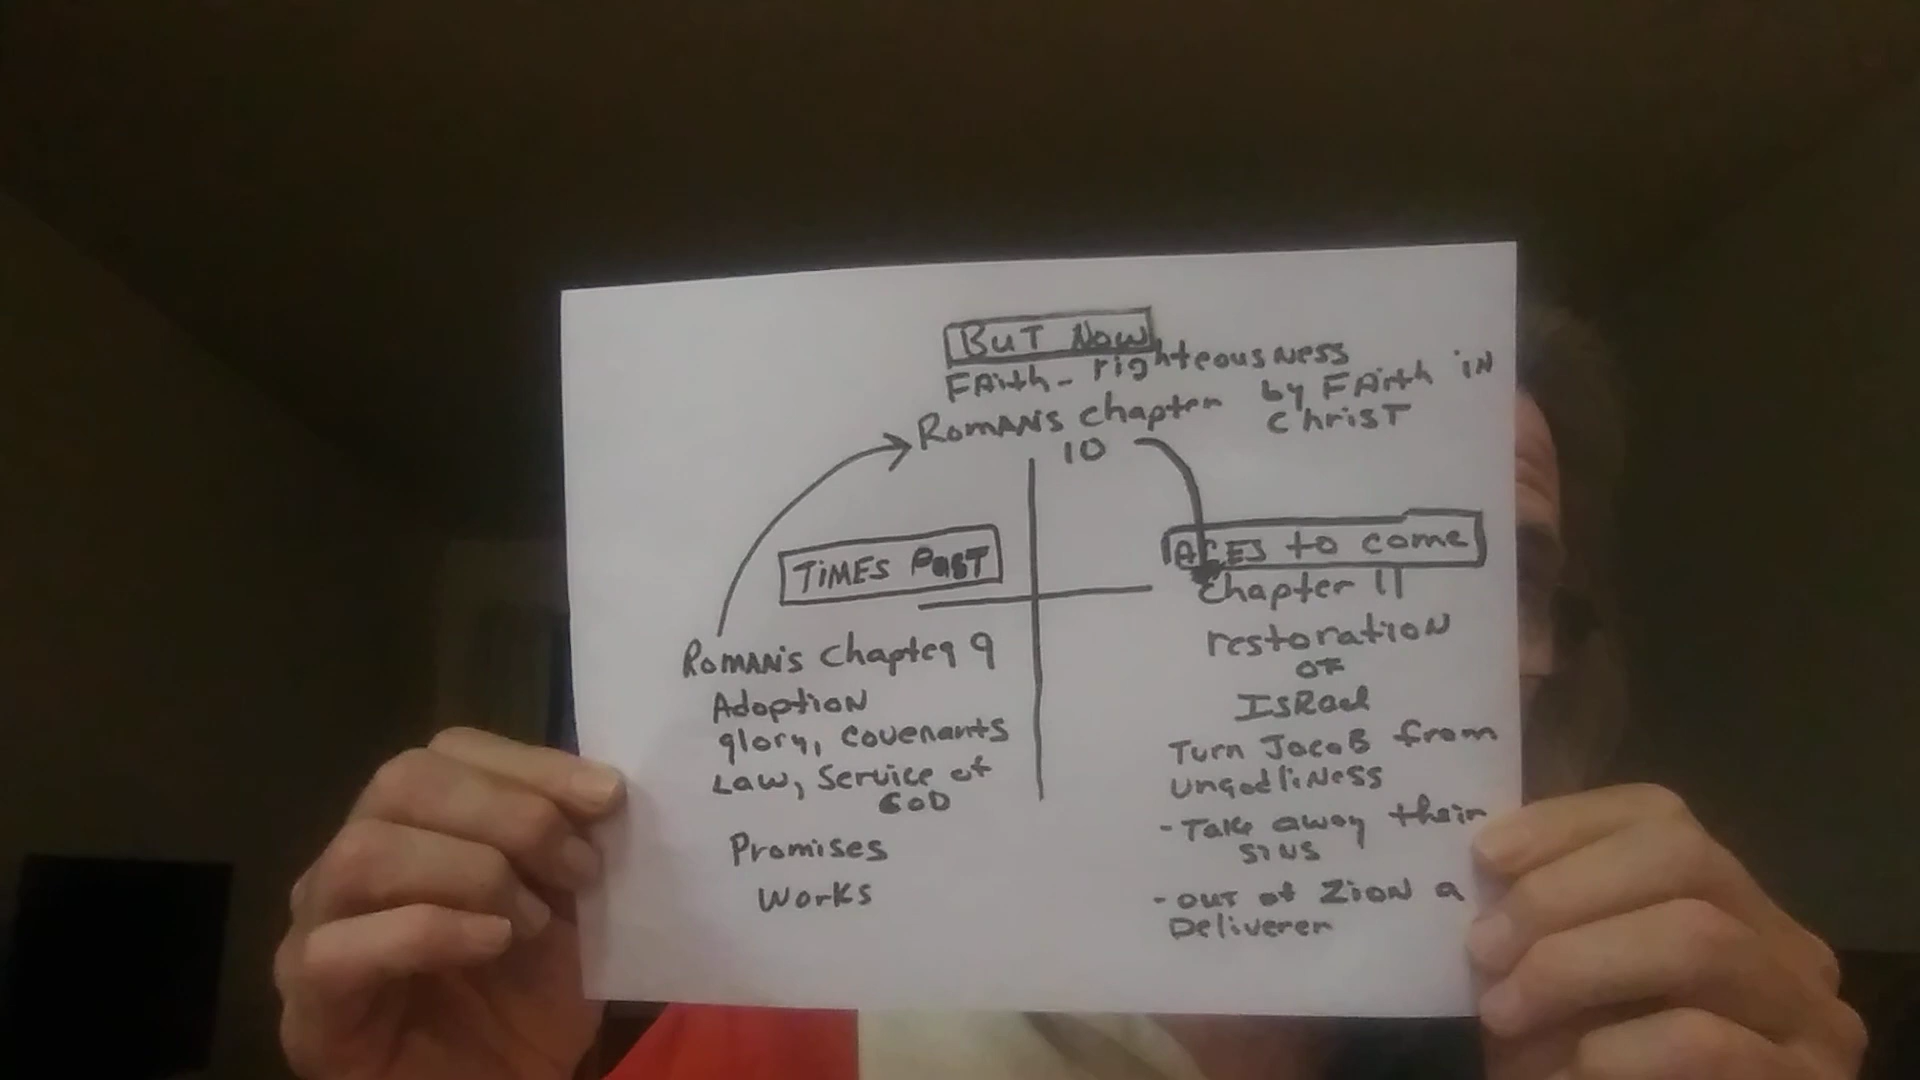 BUT NOW
FAith - righteousness
by FAith in
Christ
ROMANS chapter
10
TIMES PAST
AGES to come
Chapter 11
ROMANS chapter 9
restoration
OF
ISRael
Adoption
glory, covenants
Law, Service of
GOD
Promises
Works
Turn Jacob from
ungodliness
- Take away their
sins
- out of Zion a
Deliverer